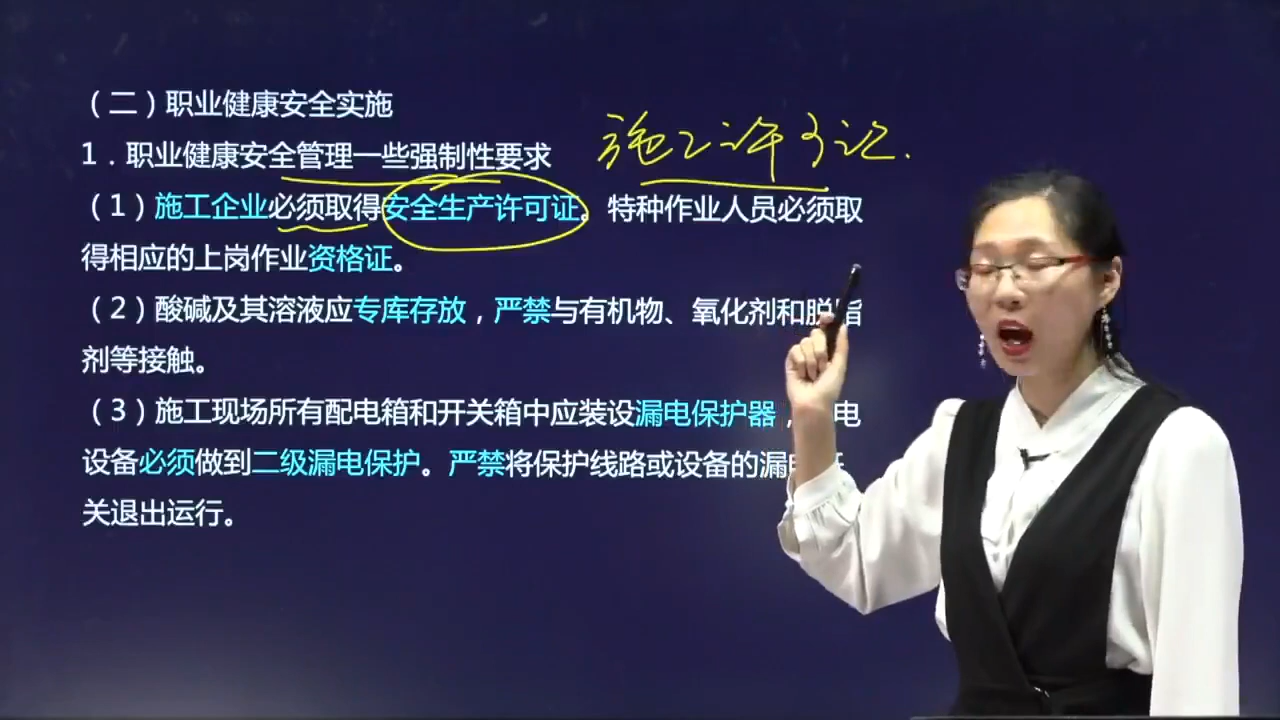 （二）职业健康安全实施
1．职业健康安全管理一些强制性要求
施工许可证.
（1）施工企业必须取得安全生产许可证。特种作业人员必须取
得相应的上岗作业资格证。
（2）酸碱及其溶液应专库存放，严禁与有机物、氧化剂和脱脂
剂等接触。
（3）施工现场所有配电箱和开关箱中应装设漏电保护器，电
设备必须做到二级漏电保护。严禁将保护线路或设备的漏电
关退出运行。